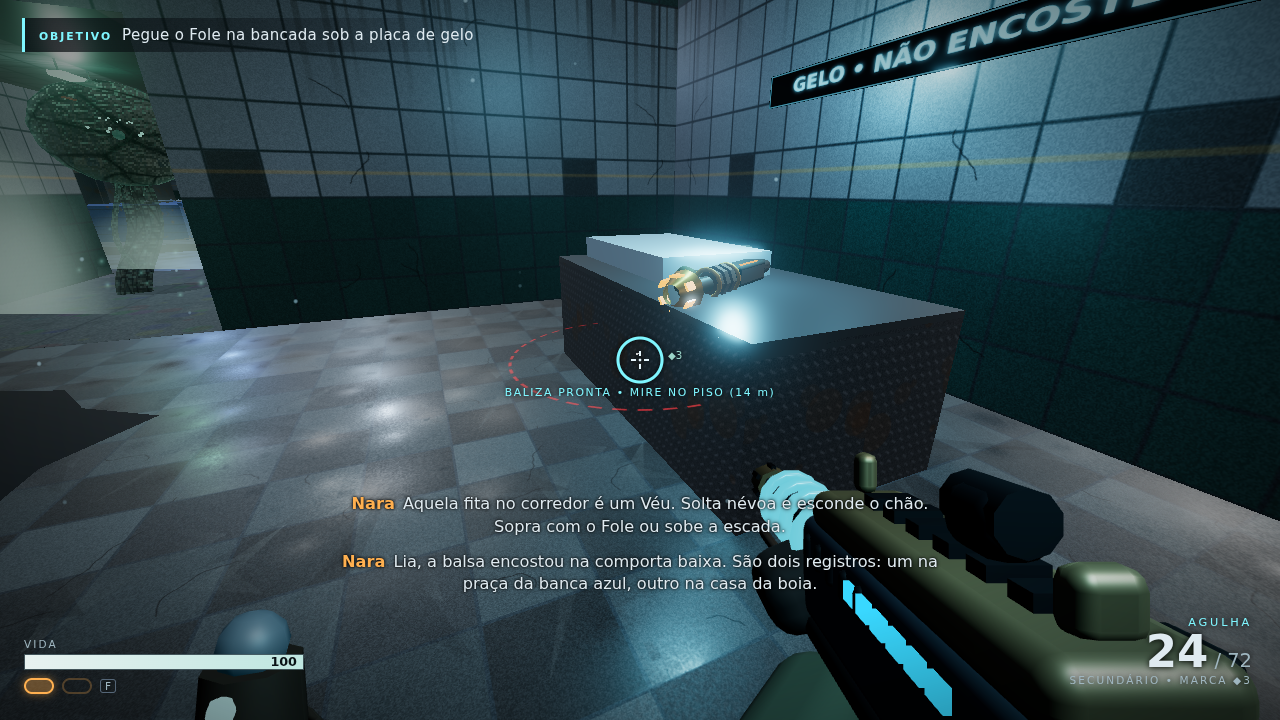 OBJETIVO Pegue o Fole na bancada sob a placa de gelo
GELO • NÃO ENCOSTE
◆3
BALIZA PRONTA • MIRE NO PISO (14 m)
Nara Aquela fita no corredor é um Véu. Solta névoa e esconde o chão.
Sopra com o Fole ou sobe a escada.
Nara Lia, a balsa encostou na comporta baixa. São dois registros: um na
praça da banca azul, outro na casa da boia.
VIDA
100
F
AGULHA
24 / 72
SECUNDÁRIO • MARCA ◆3